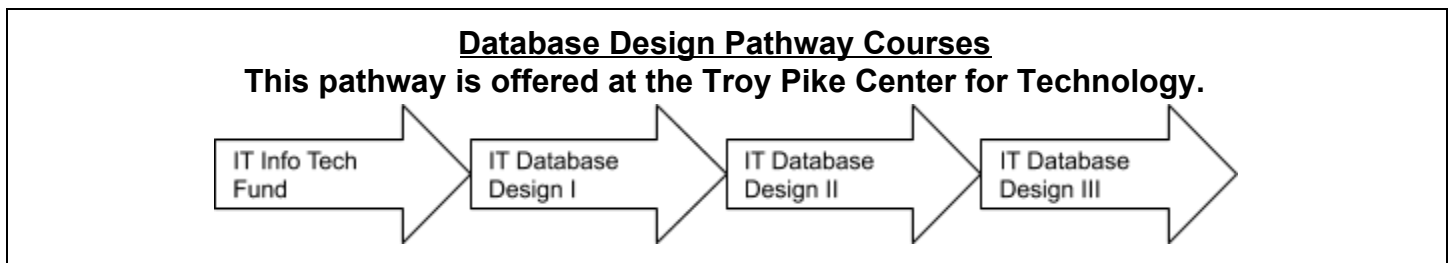 Database Design Pathway Courses
This pathway is offered at the Troy Pike Center for Technology.
IT Info Tech
Fund
IT Database
Design I
IT Database
Design II
IT Database
Design III